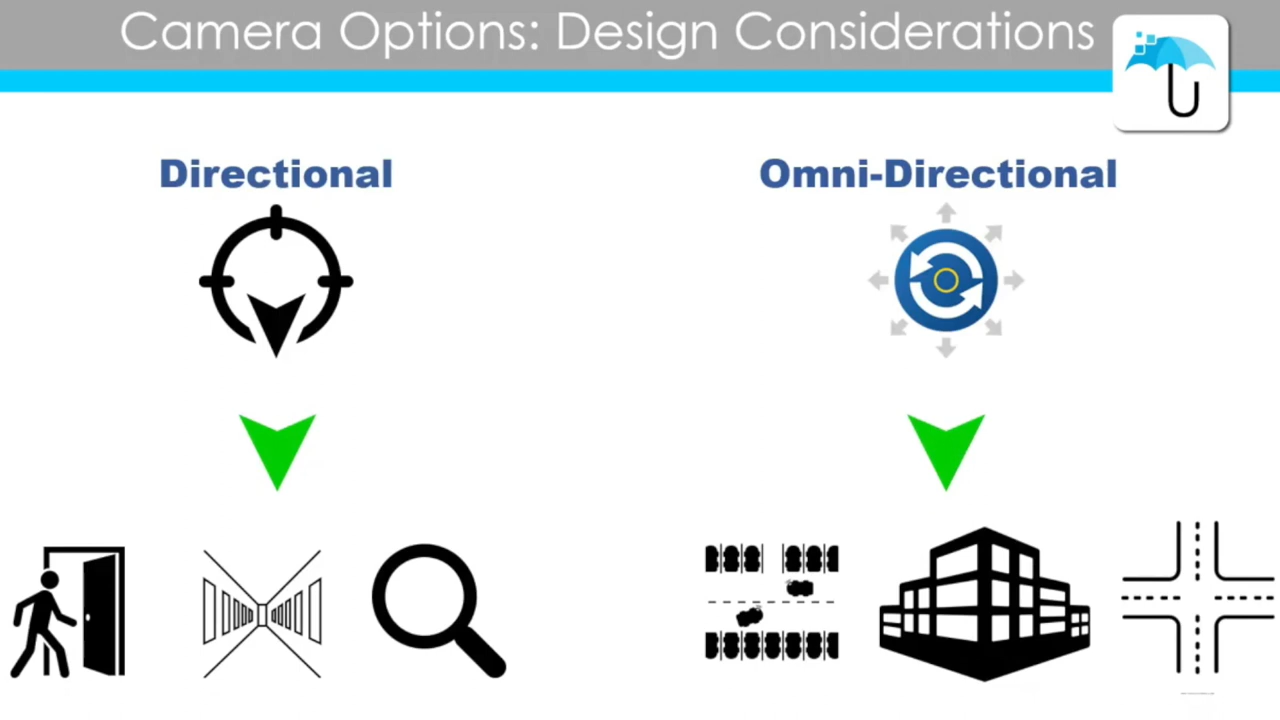 Camera Options: Design Considerations
Directional
Omni-Directional